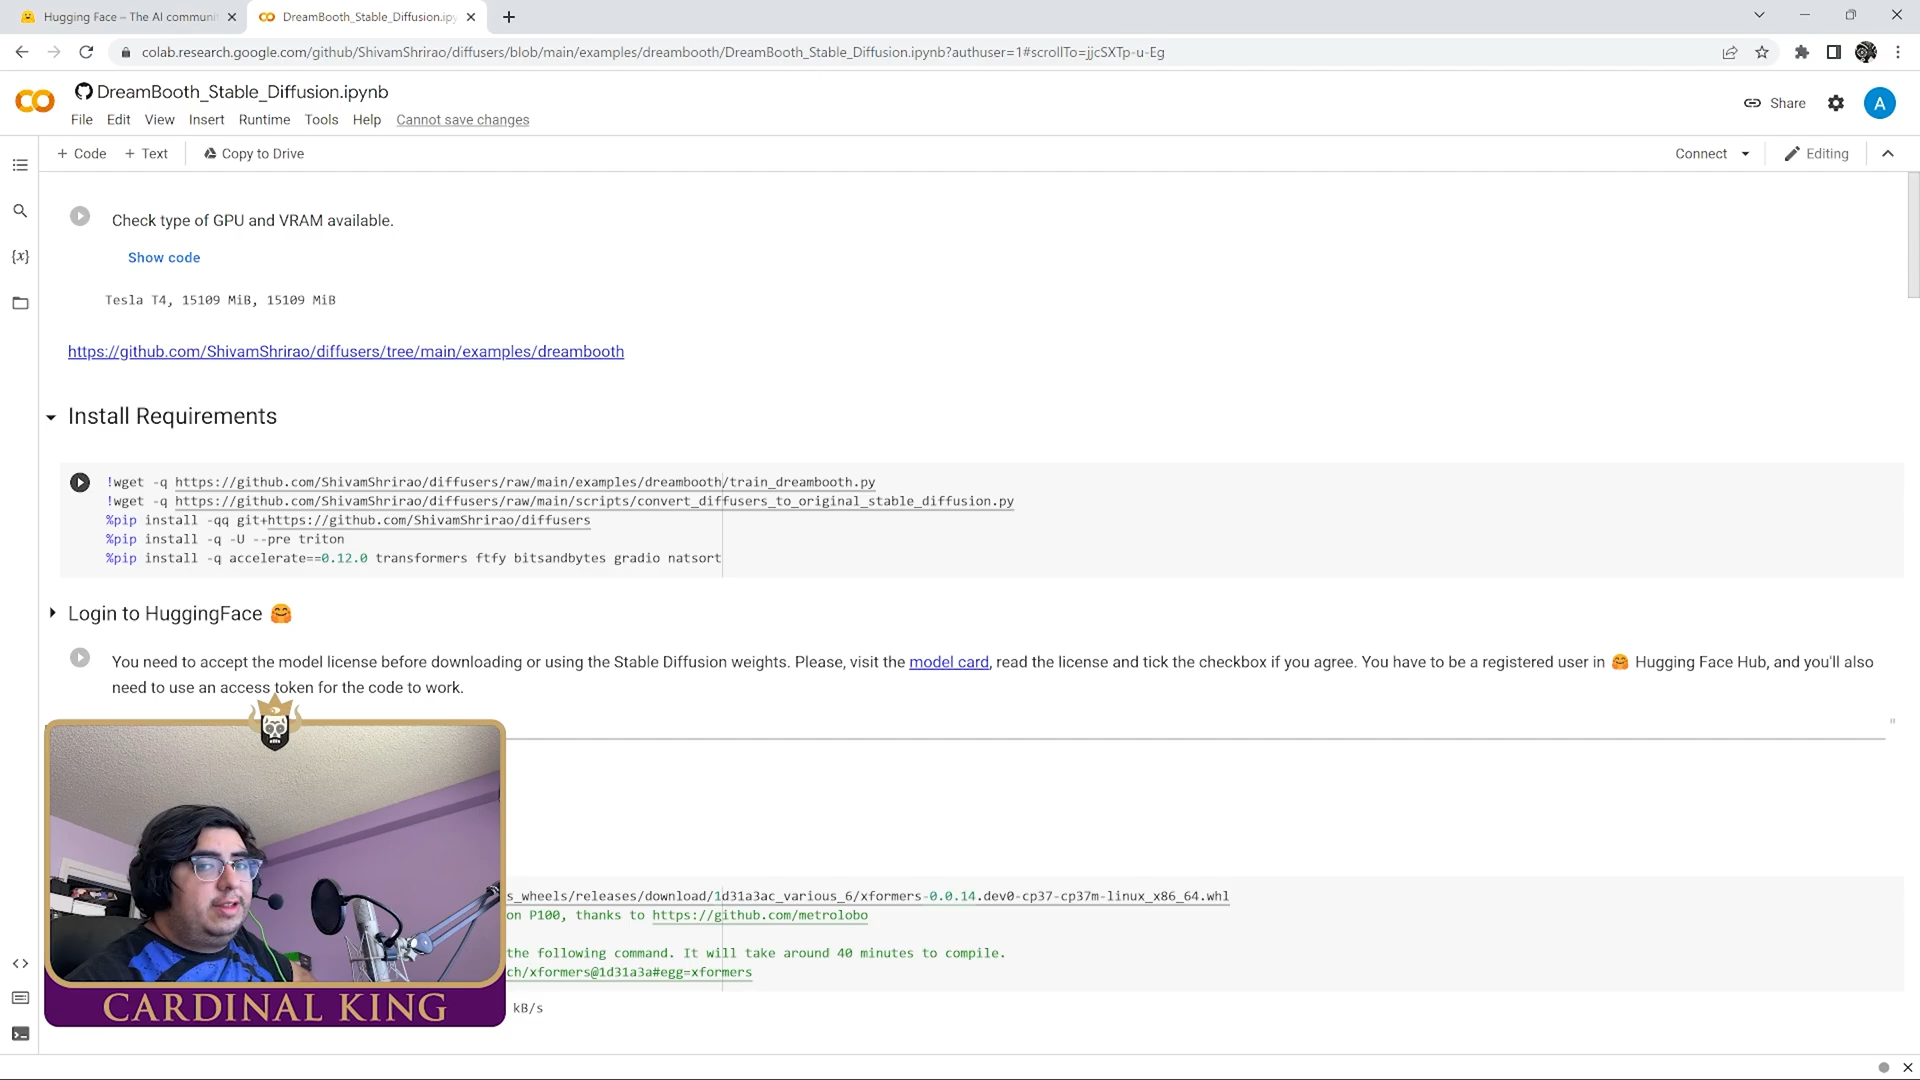 Hugging Face – The AI communi
DreamBooth_Stable_Diffusion.ipy
colab.research.google.com/github/ShivamShrirao/diffusers/blob/main/examples/dreambooth/DreamBooth_Stable_Diffusion.ipynb?authuser=1#scrollTo=jjcSXTp-u-Eg
DreamBooth_Stable_Diffusion.ipynb
File Edit View Insert Runtime Tools Help Cannot save changes
Share
A
+ Code + Text Copy to Drive
Connect
Editing
{x}
Check type of GPU and VRAM available.
Show code
Tesla T4, 15109 MiB, 15109 MiB
https://github.com/ShivamShrirao/diffusers/tree/main/examples/dreambooth
Install Requirements
!wget -q https://github.com/ShivamShrirao/diffusers/raw/main/examples/dreambooth/train_dreambooth.py
!wget -q https://github.com/ShivamShrirao/diffusers/raw/main/scripts/convert_diffusers_to_original_stable_diffusion.py
%pip install -qq git+https://github.com/ShivamShrirao/diffusers
%pip install -q -U --pre triton
%pip install -q accelerate==0.12.0 transformers ftfy bitsandbytes gradio natsort
Login to HuggingFace 🤗
You need to accept the model license before downloading or using the Stable Diffusion weights. Please, visit the model card, read the license and tick the checkbox if you agree. You have to be a registered user in 🤗 Hugging Face Hub, and you'll also
need to use an access token for the code to work.
"
s_wheels/releases/download/1d31a3ac_various_6/xformers-0.0.14.dev0-cp37-cp37m-linux_x86_64.whl
on P100, thanks to https://github.com/metrolobo
the following command. It will take around 40 minutes to compile.
ch/xformers@1d31a3a#egg=xformers
kB/s
CARDINAL KING